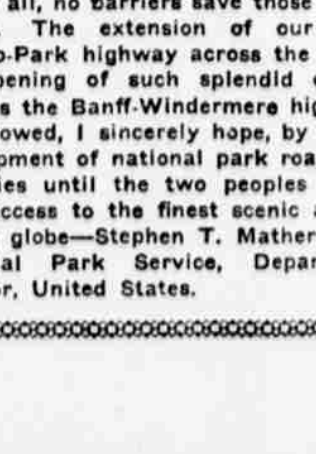 all, no barriers save those
The extension of our
o-Park highway across the
pening of such splendid
s the Banff-Windermere hig
owed, I sincerely hope, by
pment of national park roa
ies until the two peoples
ccess to the finest scenic
globe—Stephen T. Mather
al Park Service, Depar
r, United States.